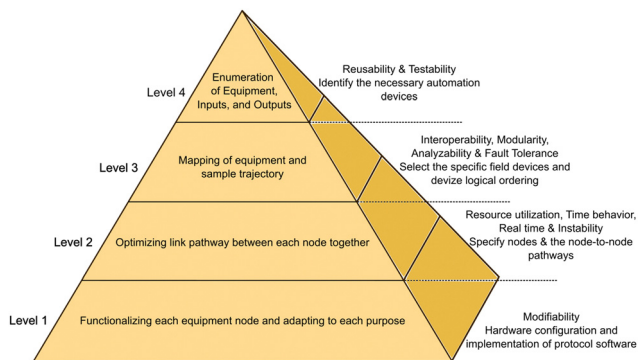 Level 4
Enumeration
of Equipment,
Inputs, and Outputs
Reusability & Testability
Identify the necessary automation
devices
Level 3
Mapping of equipment and
sample trajectory
Interoperability, Modularity,
Analyzability & Fault Tolerance
Select the specific field devices and
devize logical ordering
Level 2
Optimizing link pathway between each node together
Resource utilization, Time behavior,
Real time & Instability
Specify nodes & the node-to-node
pathways
Level 1
Functionalizing each equipment node and adapting to each purpose
Modifiability
Hardware configuration and
implementation of protocol software